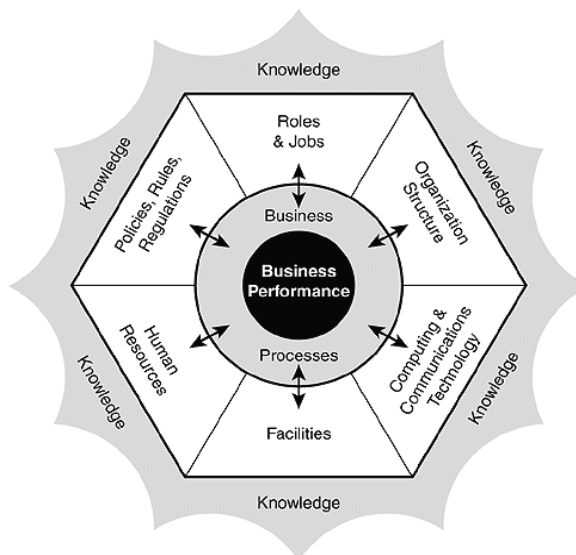 Knowledge
Roles
& Jobs
Knowledge
Policies, Rules,
Regulations
Organization
Structure
Knowledge
Business
Business
Performance
Processes
Human
Resources
Computing &
Communications
Technology
Knowledge
Knowledge
Facilities
Knowledge